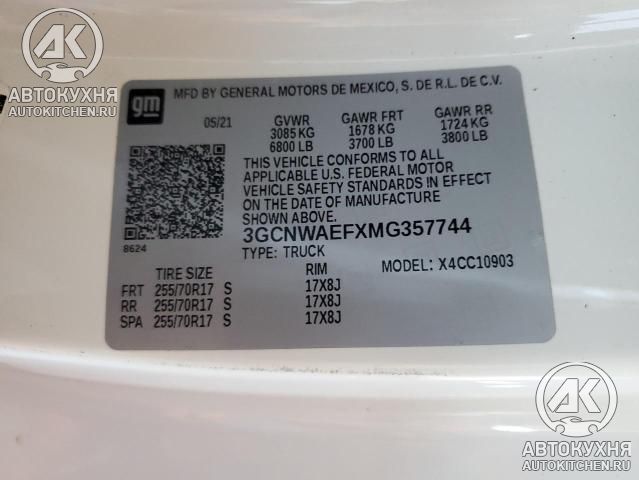 АВТОКУХНЯ
AUTOKITCHEN.RU
gm
MFD BY GENERAL MOTORS DE MEXICO, S. DE R.L. DE C.V.
05/21 GVWR GAWR FRT GAWR RR
3085 KG 1678 KG 1724 KG
6800 LB 3700 LB 3800 LB
THIS VEHICLE CONFORMS TO ALL
APPLICABLE U.S. FEDERAL MOTOR
VEHICLE SAFETY STANDARDS IN EFFECT
ON THE DATE OF MANUFACTURE
SHOWN ABOVE.
8624
3GCNWAEFXMG357744
TYPE: TRUCK MODEL: X4CC10903
TIRE SIZE RIM
FRT 255/70R17 S 17X8J
RR 255/70R17 S 17X8J
SPA 255/70R17 S 17X8J
АК
АВТОКУХНЯ
AUTOKITCHEN.RU